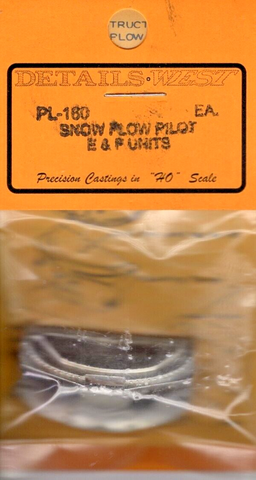 TRUCT
PLOW
DETAILS·WEST
PL-160 EA.
SNOW PLOW PILOT
E & F UNITS
Precision Castings in "HO" Scale